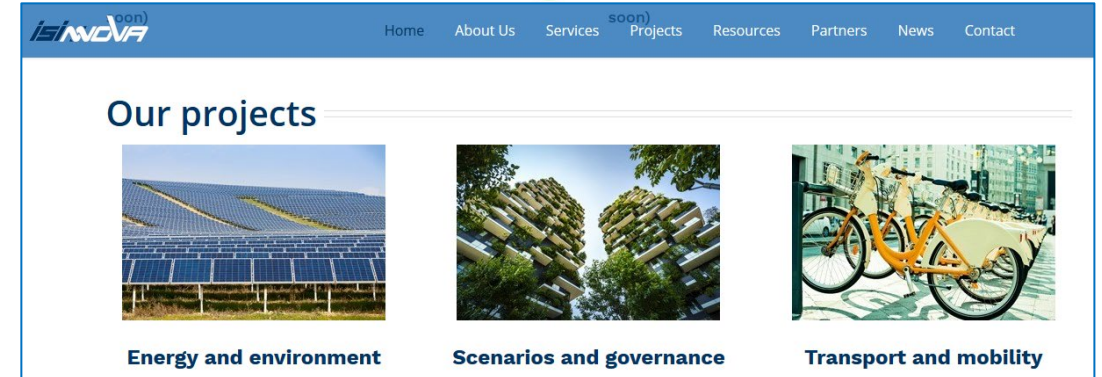 oon)
soon)
isinnova
Home About Us Services Projects Resources Partners News Contact
Our projects
Energy and environment
Scenarios and governance
Transport and mobility